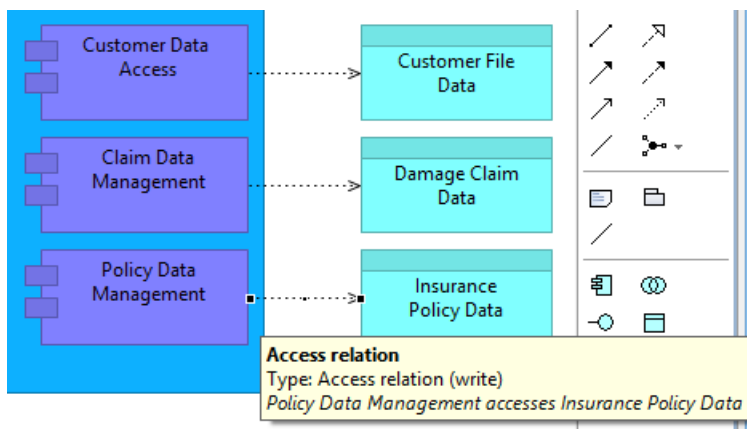 Customer Data
Access
Customer File
Data
Claim Data
Management
Damage Claim
Data
Policy Data
Management
Insurance
Policy Data
Access relation
Type: Access relation (write)
Policy Data Management accesses Insurance Policy Data